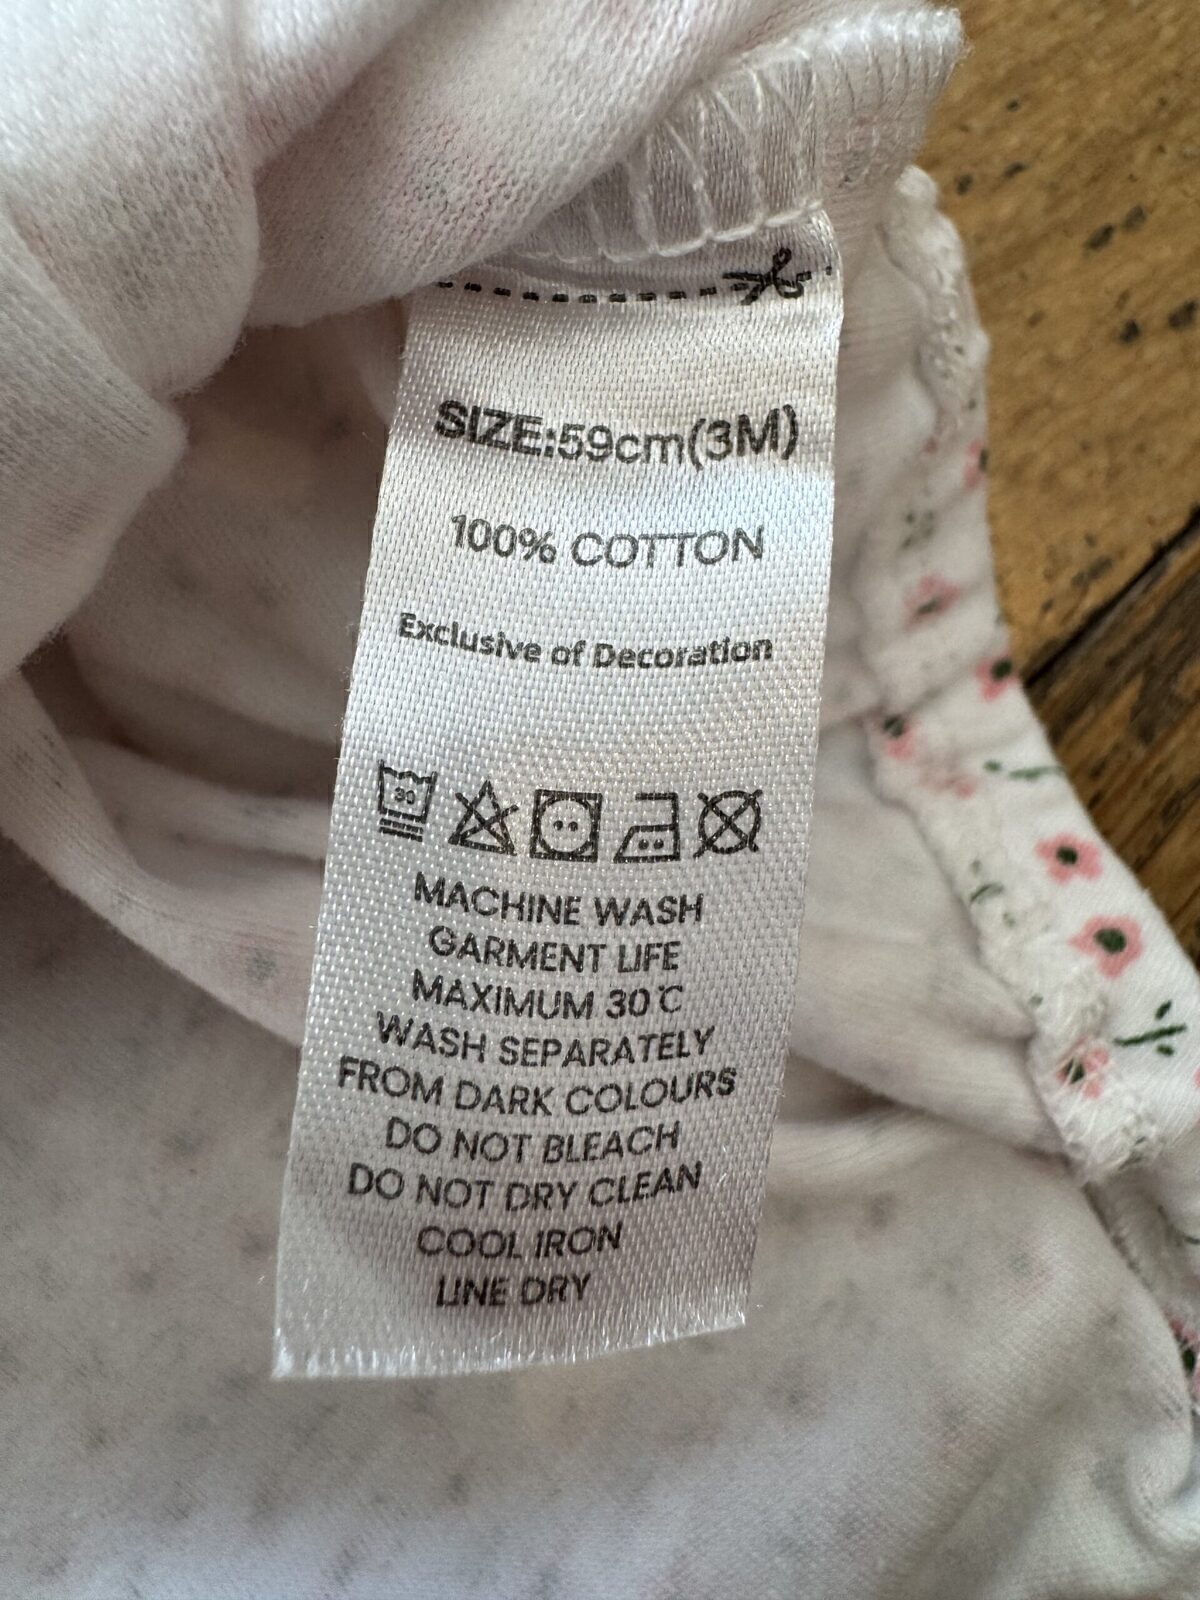 SIZE:59cm(3M)
100% COTTON
Exclusive of Decoration
30
MACHINE WASH
GARMENT LIFE
MAXIMUM 30℃
WASH SEPARATELY
FROM DARK COLOURS
DO NOT BLEACH
DO NOT DRY CLEAN
COOL IRON
LINE DRY